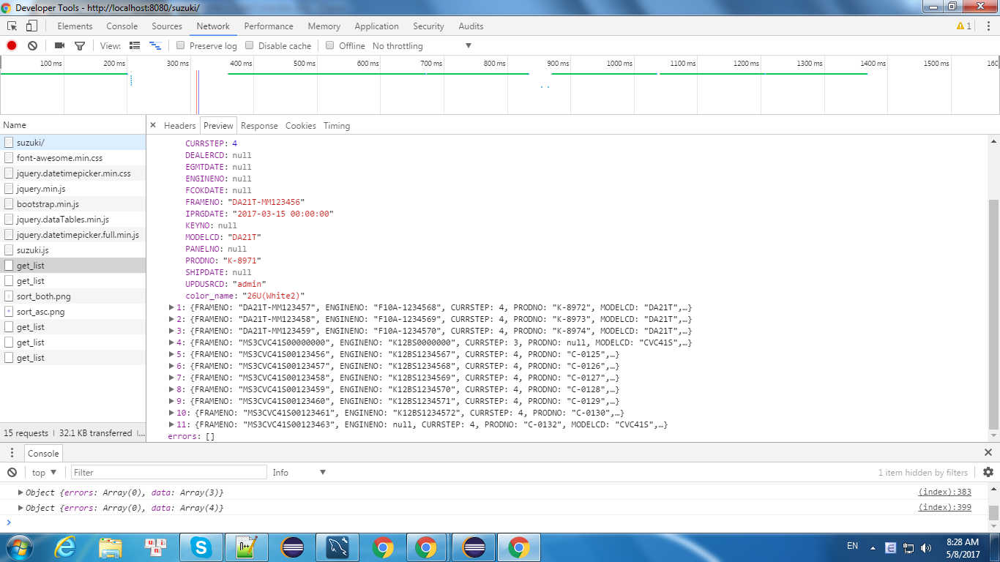 Developer Tools - http://localhost:8080/suzuki/
Elements Console Sources Network Performance Memory Application Security Audits 1
View: Preserve log Disable cache Offline No throttling
100 ms 200 ms 300 ms 400 ms 500 ms 600 ms 700 ms 800 ms 900 ms 1000 ms 1100 ms 1200 ms 1300 ms 1400 ms 1500 ms 160
Name
× Headers Preview Response Cookies Timing
suzuki/
font-awesome.min.css
jquery.datetimepicker.min.css
jquery.min.js
bootstrap.min.js
jquery.dataTables.min.js
jquery.datetimepicker.full.min.js
suzuki.js
get_list
get_list
sort_both.png
sort_asc.png
get_list
get_list
get_list
15 requests | 32.1 KB transferred |...
CURRSTEP: 4
DEALERCD: null
EGMTDATE: null
ENGINENO: null
FCOKDATE: null
FRAMENO: "DA21T-MM123456"
IPRGDATE: "2017-03-15 00:00:00"
KEYNO: null
MODELCD: "DA21T"
PANELNO: null
PRODNO: "K-8971"
SHIPDATE: null
UPDUSRCD: "admin"
color_name: "26U(White2)"
1: {FRAMENO: "DA21T-MM123457", ENGINENO: "F10A-1234568", CURRSTEP: 4, PRODNO: "K-8972", MODELCD: "DA21T",…}
2: {FRAMENO: "DA21T-MM123458", ENGINENO: "F10A-1234569", CURRSTEP: 4, PRODNO: "K-8973", MODELCD: "DA21T",…}
3: {FRAMENO: "DA21T-MM123459", ENGINENO: "F10A-1234570", CURRSTEP: 4, PRODNO: "K-8974", MODELCD: "DA21T",…}
4: {FRAMENO: "MS3CVC41S00000000", ENGINENO: "K12BS0000000", CURRSTEP: 3, PRODNO: null, MODELCD: "CVC41S",…}
5: {FRAMENO: "MS3CVC41S00123456", ENGINENO: "K12BS1234567", CURRSTEP: 4, PRODNO: "C-0125",…}
6: {FRAMENO: "MS3CVC41S00123457", ENGINENO: "K12BS1234568", CURRSTEP: 4, PRODNO: "C-0126",…}
7: {FRAMENO: "MS3CVC41S00123458", ENGINENO: "K12BS1234569", CURRSTEP: 4, PRODNO: "C-0127",…}
8: {FRAMENO: "MS3CVC41S00123459", ENGINENO: "K12BS1234570", CURRSTEP: 4, PRODNO: "C-0128",…}
9: {FRAMENO: "MS3CVC41S00123460", ENGINENO: "K12BS1234571", CURRSTEP: 4, PRODNO: "C-0129",…}
10: {FRAMENO: "MS3CVC41S00123461", ENGINENO: "K12BS1234572", CURRSTEP: 4, PRODNO: "C-0130",…}
11: {FRAMENO: "MS3CVC41S00123463", ENGINENO: null, CURRSTEP: 4, PRODNO: "C-0132", MODELCD: "CVC41S",…}
errors: []
Console
top Filter Info 1 item hidden by filters
Object {errors: Array(0), data: Array(3)} (index):383
Object {errors: Array(0), data: Array(4)} (index):399
EN 8:28 AM
5/8/2017